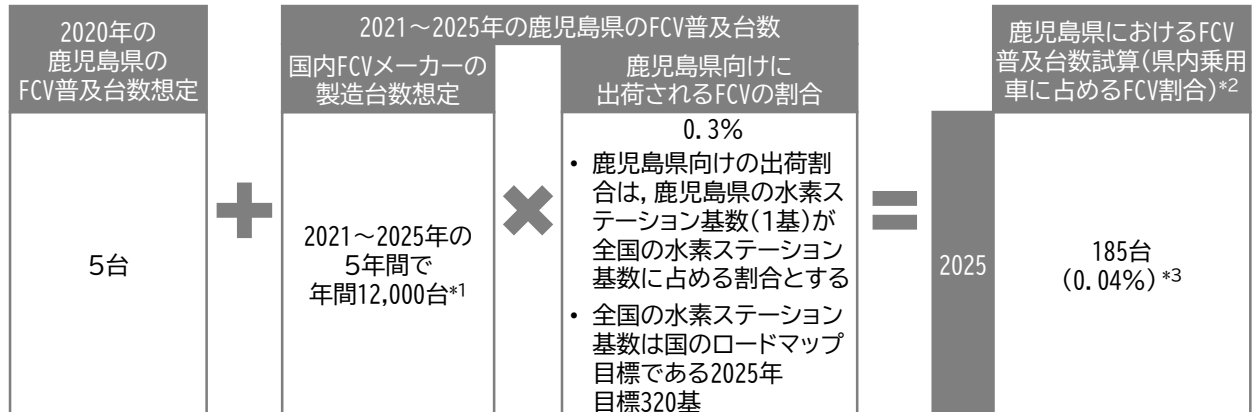 2020年の
鹿児島県の
FCV普及台数想定
5台
2021～2025年の鹿児島県のFCV普及台数
国内FCVメーカーの
製造台数想定
2021～2025年の
5年間で
年間12,000台*1
鹿児島県向けに
出荷されるFCVの割合
0.3%
• 鹿児島県向けの出荷割
合は,鹿児島県の水素ス
テーション基数(1基)が
全国の水素ステーション
基数に占める割合とする
• 全国の水素ステーション
基数は国のロードマップ
目標である2025年
目標320基
鹿児島県におけるFCV
普及台数試算(県内乗用
車に占めるFCV割合)*2
2025
185台
(0.04%)*3